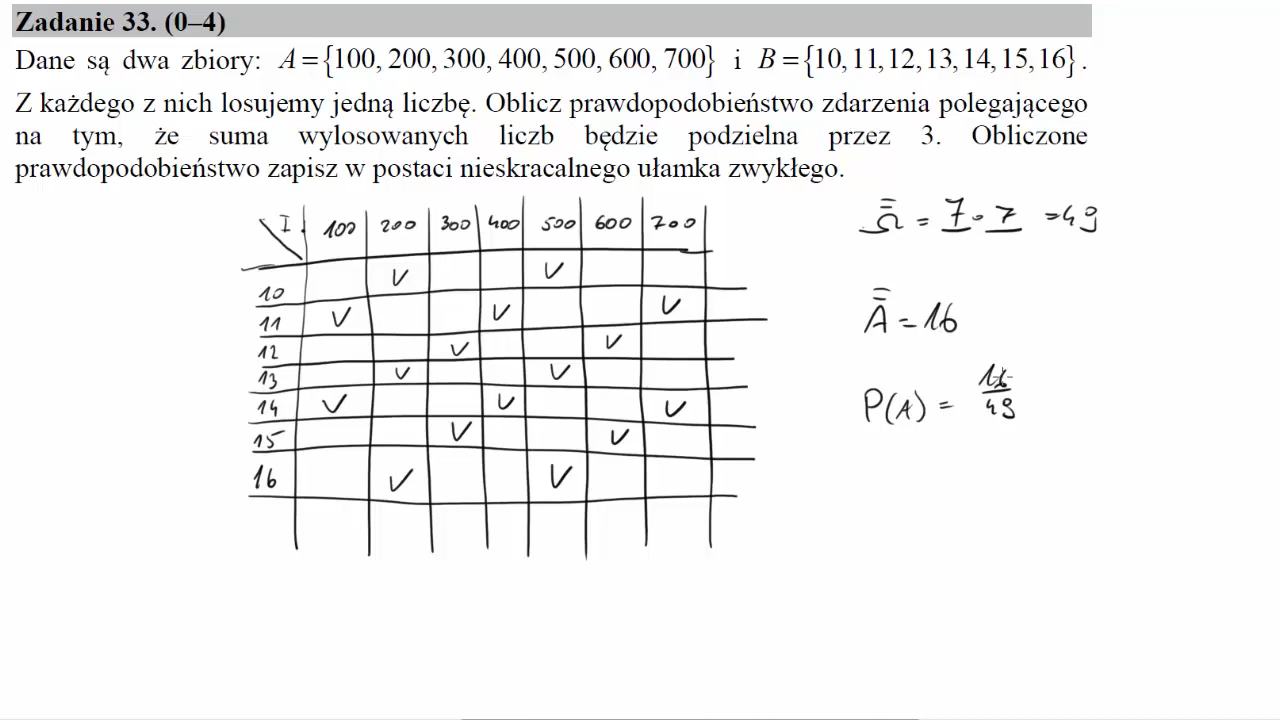 Zadanie 33. (0–4)
Dane są dwa zbiory: A = {100, 200, 300, 400, 500, 600, 700} i B = {10, 11, 12, 13, 14, 15, 16}.
Z każdego z nich losujemy jedną liczbę. Oblicz prawdopodobieństwo zdarzenia polegającego
na tym, że suma wylosowanych liczb będzie podzielna przez 3. Obliczone
prawdopodobieństwo zapisz w postaci nieskracalnego ułamka zwykłego.
I 100 200 300 400 500 600 700
10 ✓ ✓
11 ✓ ✓ ✓
12 ✓ ✓
13 ✓ ✓
14 ✓ ✓ ✓
15 ✓ ✓
16 ✓ ✓
Ω̿ = 7 · 7 = 49
A̿ = 16
P(A) = 16/49